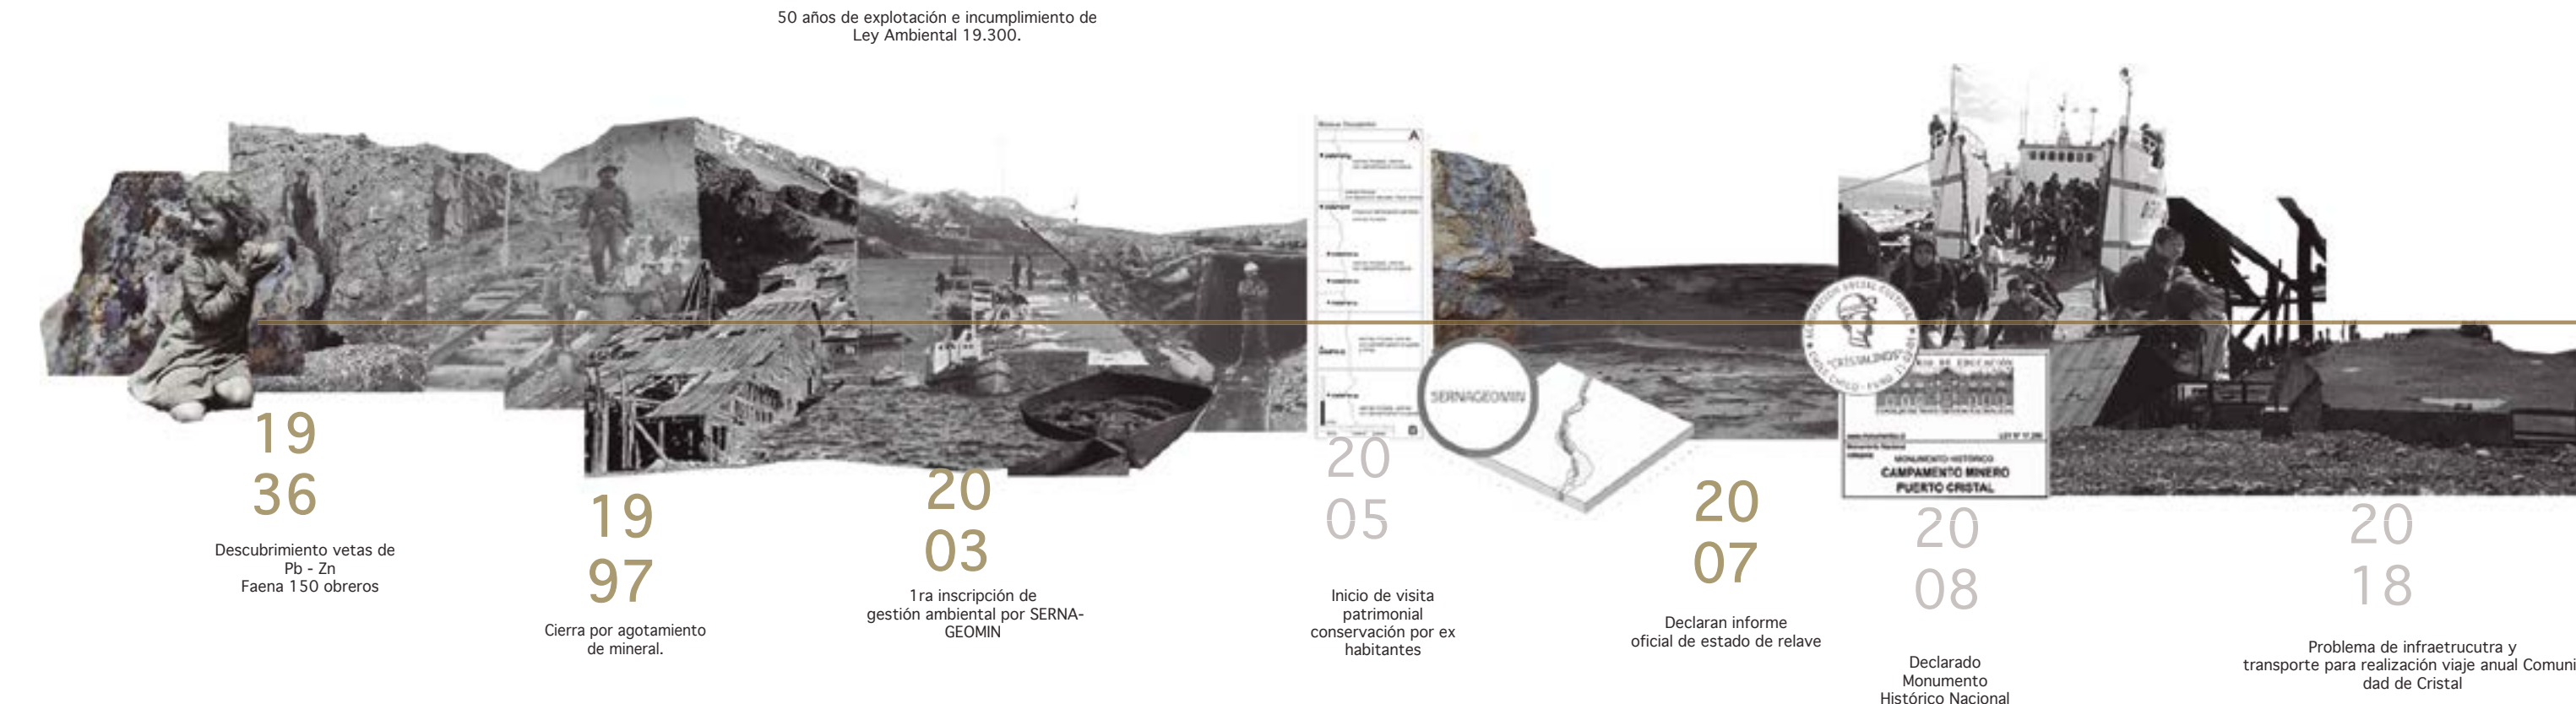 50 años de explotación e incumplimiento de
Ley Ambiental 19.300.
19
36
Descubrimiento vetas de
Pb - Zn
Faena 150 obreros
19
97
Cierra por agotamiento
de mineral.
20
03
1ra inscripción de
gestión ambiental por SERNA-
GEOMIN
20
05
Inicio de visita
patrimonial
conservación por ex
habitantes
SERNAGEOMIN
20
07
Declaran informe
oficial de estado de relave
"CRISTALINOS"
MONUMENTO HISTÓRICO
CAMPAMENTO MINERO
PUERTO CRISTAL
20
08
Declarado
Monumento
Histórico Nacional
20
18
Problema de infraetrucutra y
transporte para realización viaje anual Comuni
dad de Cristal